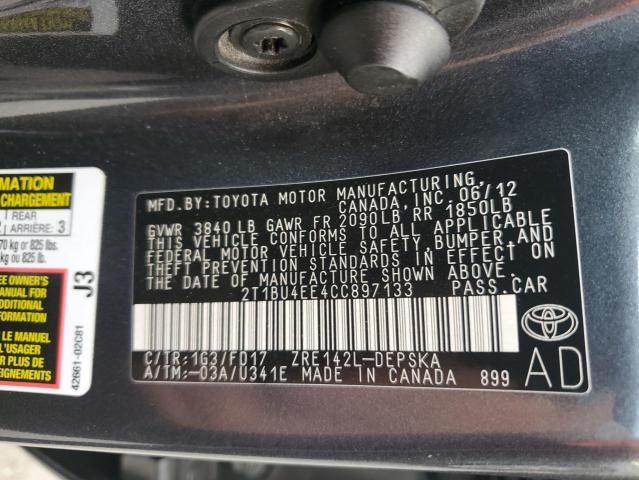 MATION
CHARGEMENT
REAR
ARRIÈRE: 3
70 kg or 825 lbs.
kg ou 825 lb.
EE OWNER'S
ANUAL FOR
ADDITIONAL
INFORMATION
LE MANUEL
R PLUS DE
EIGNEMENTS
J3
42661-02C81
MFD. BY: TOYOTA MOTOR MANUFACTURING,
CANADA, INC. 06/12
GVWR 3840 LB GAWR FR 2090LB RR 1850LB
THIS VEHICLE CONFORMS TO ALL APPLICABLE
FEDERAL MOTOR VEHICLE SAFETY, BUMPER, AND
THEFT PREVENTION STANDARDS IN EFFECT ON
THE DATE OF MANUFACTURE SHOWN ABOVE.
2T1BU4EE4CC897133 PASS. CAR
C/TR: 1G3/FD17 ZRE142L-DEPSKA
A/TM:-03A/U341E MADE IN CANADA 899
AD